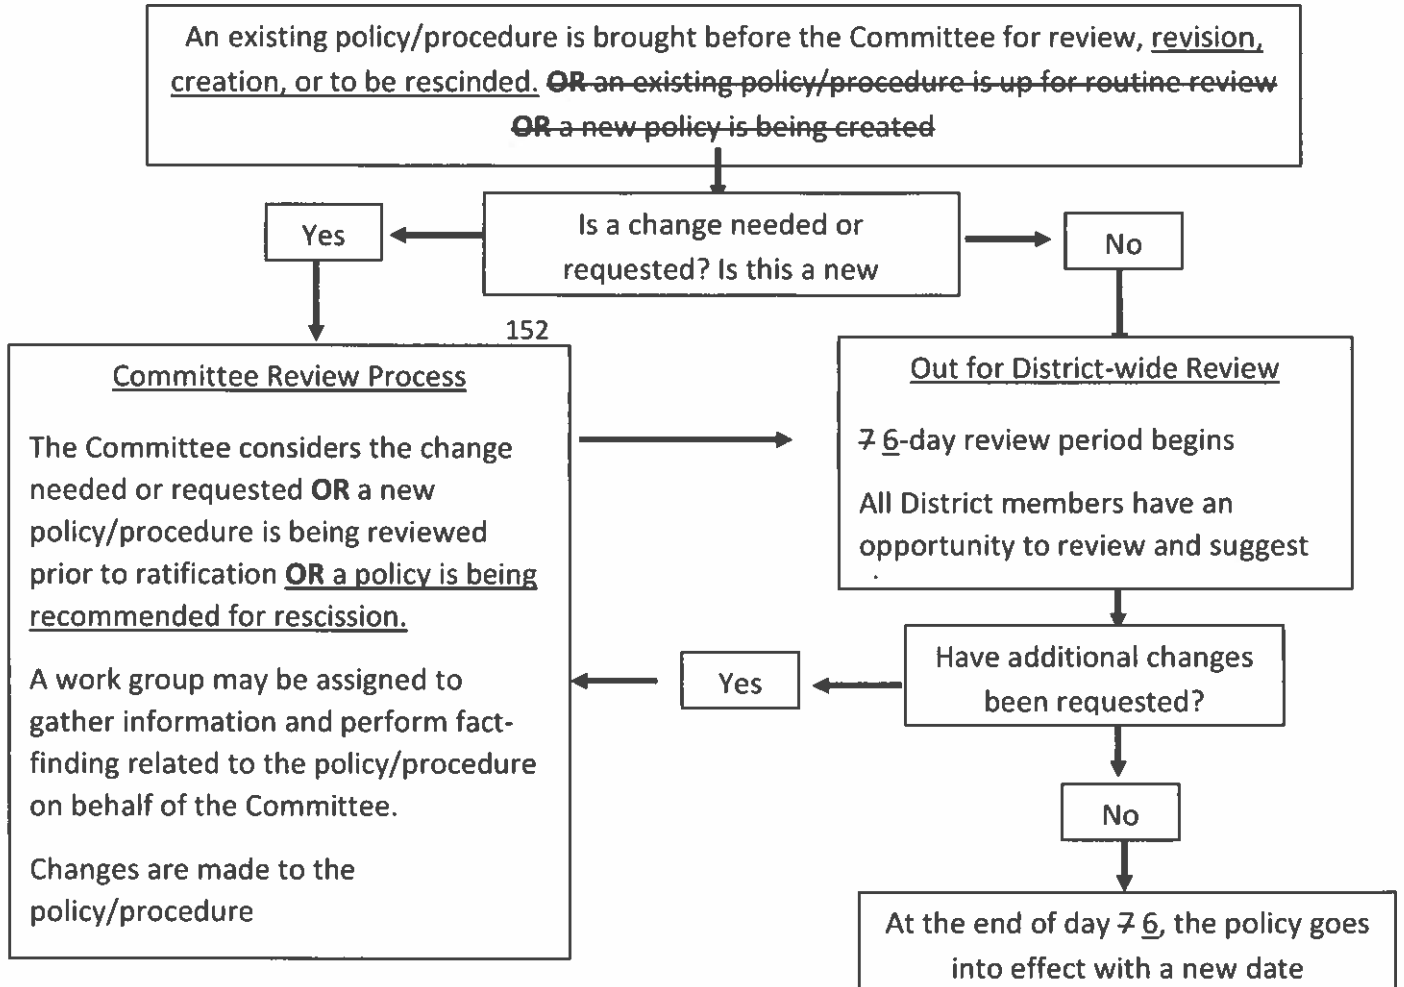 An existing policy/procedure is brought before the Committee for review, revision,
creation, or to be rescinded. OR an existing policy/procedure is up for routine review
OR a new policy is being created
Is a change needed or
requested? Is this a new
Yes
No
152
Committee Review Process
The Committee considers the change
needed or requested OR a new
policy/procedure is being reviewed
prior to ratification OR a policy is being
recommended for rescission.
A work group may be assigned to
gather information and perform fact-
finding related to the policy/procedure
on behalf of the Committee.
Changes are made to the
policy/procedure
Out for District-wide Review
7 6-day review period begins
All District members have an
opportunity to review and suggest
Have additional changes
been requested?
Yes
No
At the end of day 7 6, the policy goes
into effect with a new date